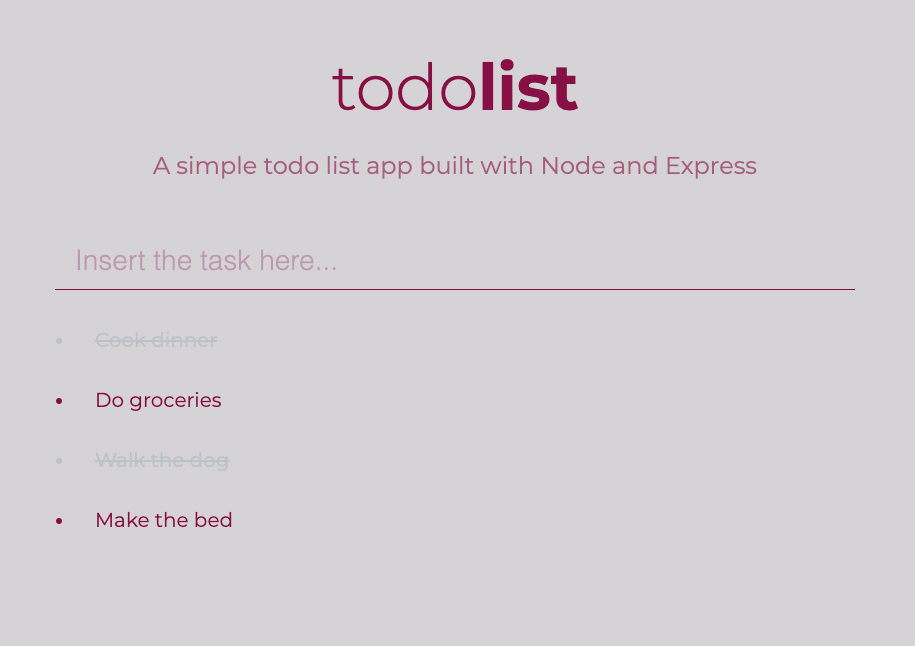 todolist
A simple todo list app built with Node and Express
Insert the task here...
Cook dinner
Do groceries
Walk the dog
Make the bed